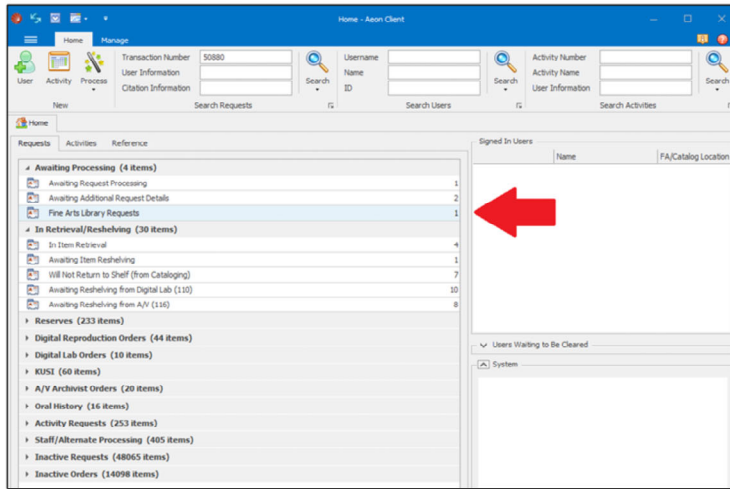 Home - Aeon Client
Home Manage
Transaction Number 50880
User Information
Citation Information
Search
Search Requests
Username
Name
ID
Search
Search Users
Activity Number
Activity Name
User Information
Search
Search Activities
User Activity Process
New
Home
Requests Activities Reference
Awaiting Processing (4 items)
Awaiting Request Processing 1
Awaiting Additional Request Details 2
Fine Arts Library Requests 1
In Retrieval/Reshelving (30 items)
In Item Retrieval 4
Awaiting Item Reshelving 1
Will Not Return to Shelf (from Cataloging) 7
Awaiting Reshelving from Digital Lab (110) 10
Awaiting Reshelving from A/V (116) 8
Reserves (233 items)
Digital Reproduction Orders (44 items)
Digital Lab Orders (10 items)
KUSI (60 items)
A/V Archivist Orders (20 items)
Oral History (16 items)
Activity Requests (253 items)
Staff/Alternate Processing (405 items)
Inactive Requests (48065 items)
Inactive Orders (14098 items)
Signed In Users
Name FA/Catalog Location
Users Waiting to Be Cleared
System